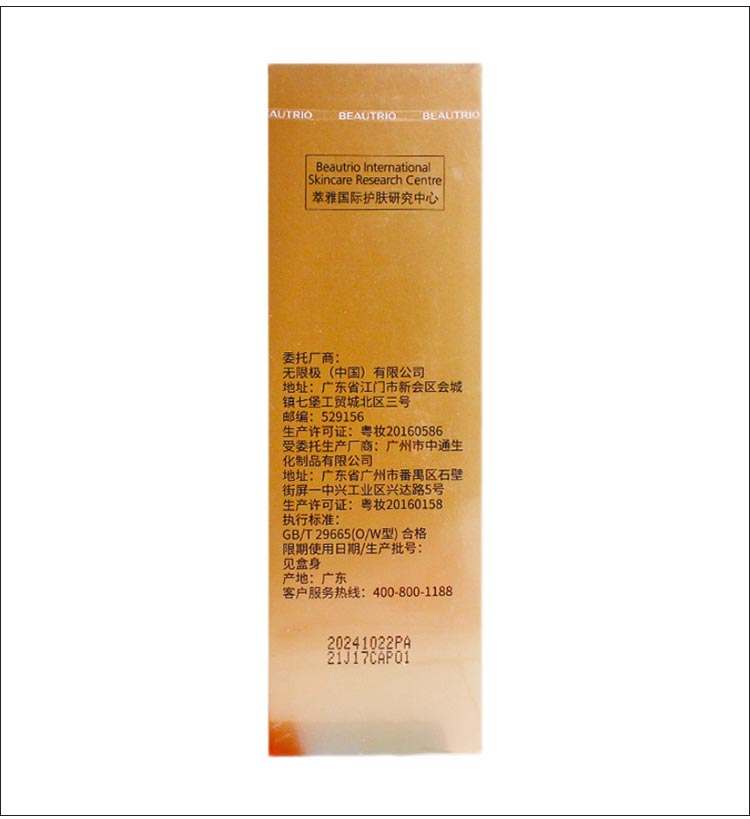 EAUTRIO BEAUTRIO BEAUTRIO
Beautrio International
Skincare Research Centre
萃雅国际护肤研究中心
委托厂商：
无限极（中国）有限公司
地址：广东省江门市新会区会城
镇七堡工贸城北区三号
邮编：529156
生产许可证：粤妆20160586
受委托生产厂商：广州市中通生
化制品有限公司
地址：广东省广州市番禺区石壁
街屏一中兴工业区兴达路5号
生产许可证：粤妆20160158
执行标准：
GB/T 29665(O/W型) 合格
限期使用日期/生产批号：
见盒身
产地：广东
客户服务热线：400-800-1188
20241022PA
21J17CAP01